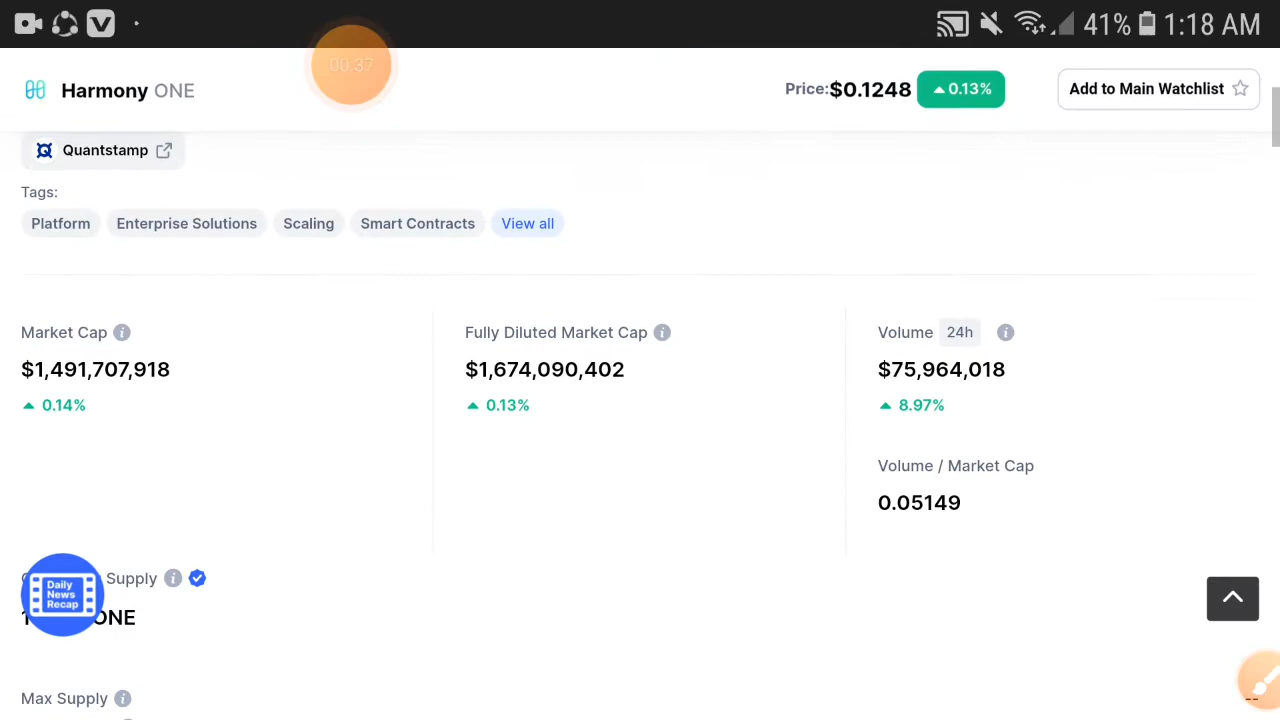 41% 1:18 AM
00:37
Harmony ONE
Price:$0.1248 0.13%
Add to Main Watchlist
Quantstamp
Tags:
Platform Enterprise Solutions Scaling Smart Contracts View all
Market Cap
$1,491,707,918
0.14%
Fully Diluted Market Cap
$1,674,090,402
0.13%
Volume 24h
$75,964,018
8.97%
Volume / Market Cap
0.05149
Supply
ONE
Daily
News
Recap
Max Supply
--